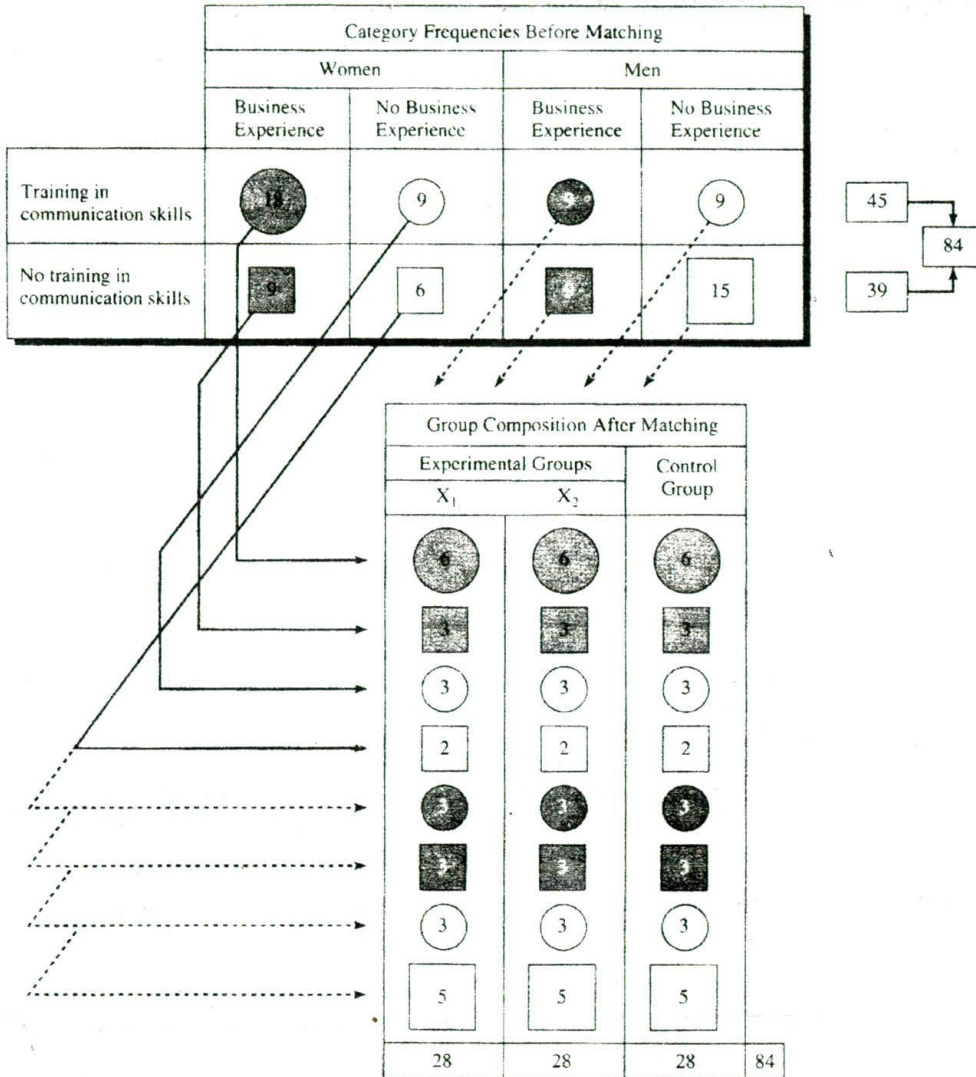 Category Frequencies Before Matching
Women Men
Business Experience No Business Experience Business Experience No Business Experience
Training in communication skills 18 9 9 9 45
84
No training in communication skills 9 6 9 15 39
Group Composition After Matching
Experimental Groups Control Group
X₁ X₂
6 6 6
3 3 3
3 3 3
2 2 2
3 3 3
3 3 3
3 3 3
5 5 5
28 28 28 84